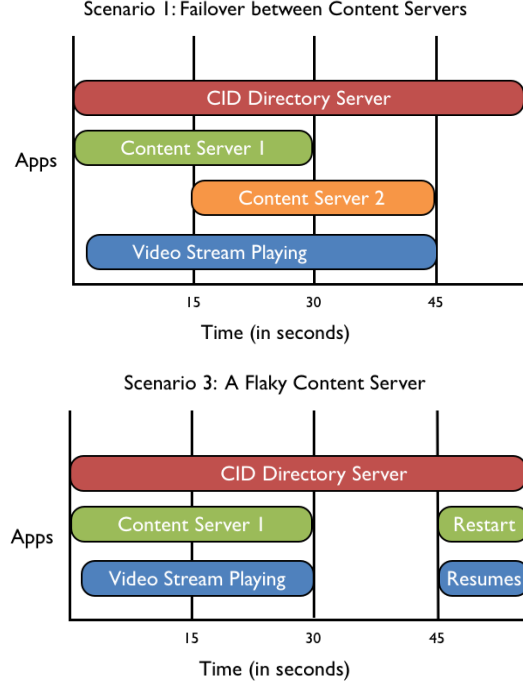 Scenario 1: Failover between Content Servers
CID Directory Server
Content Server 1
Apps
Content Server 2
Video Stream Playing
15 30 45
Time (in seconds)
Scenario 3: A Flaky Content Server
CID Directory Server
Content Server 1 Restart
Apps
Video Stream Playing Resumes
15 30 45
Time (in seconds)